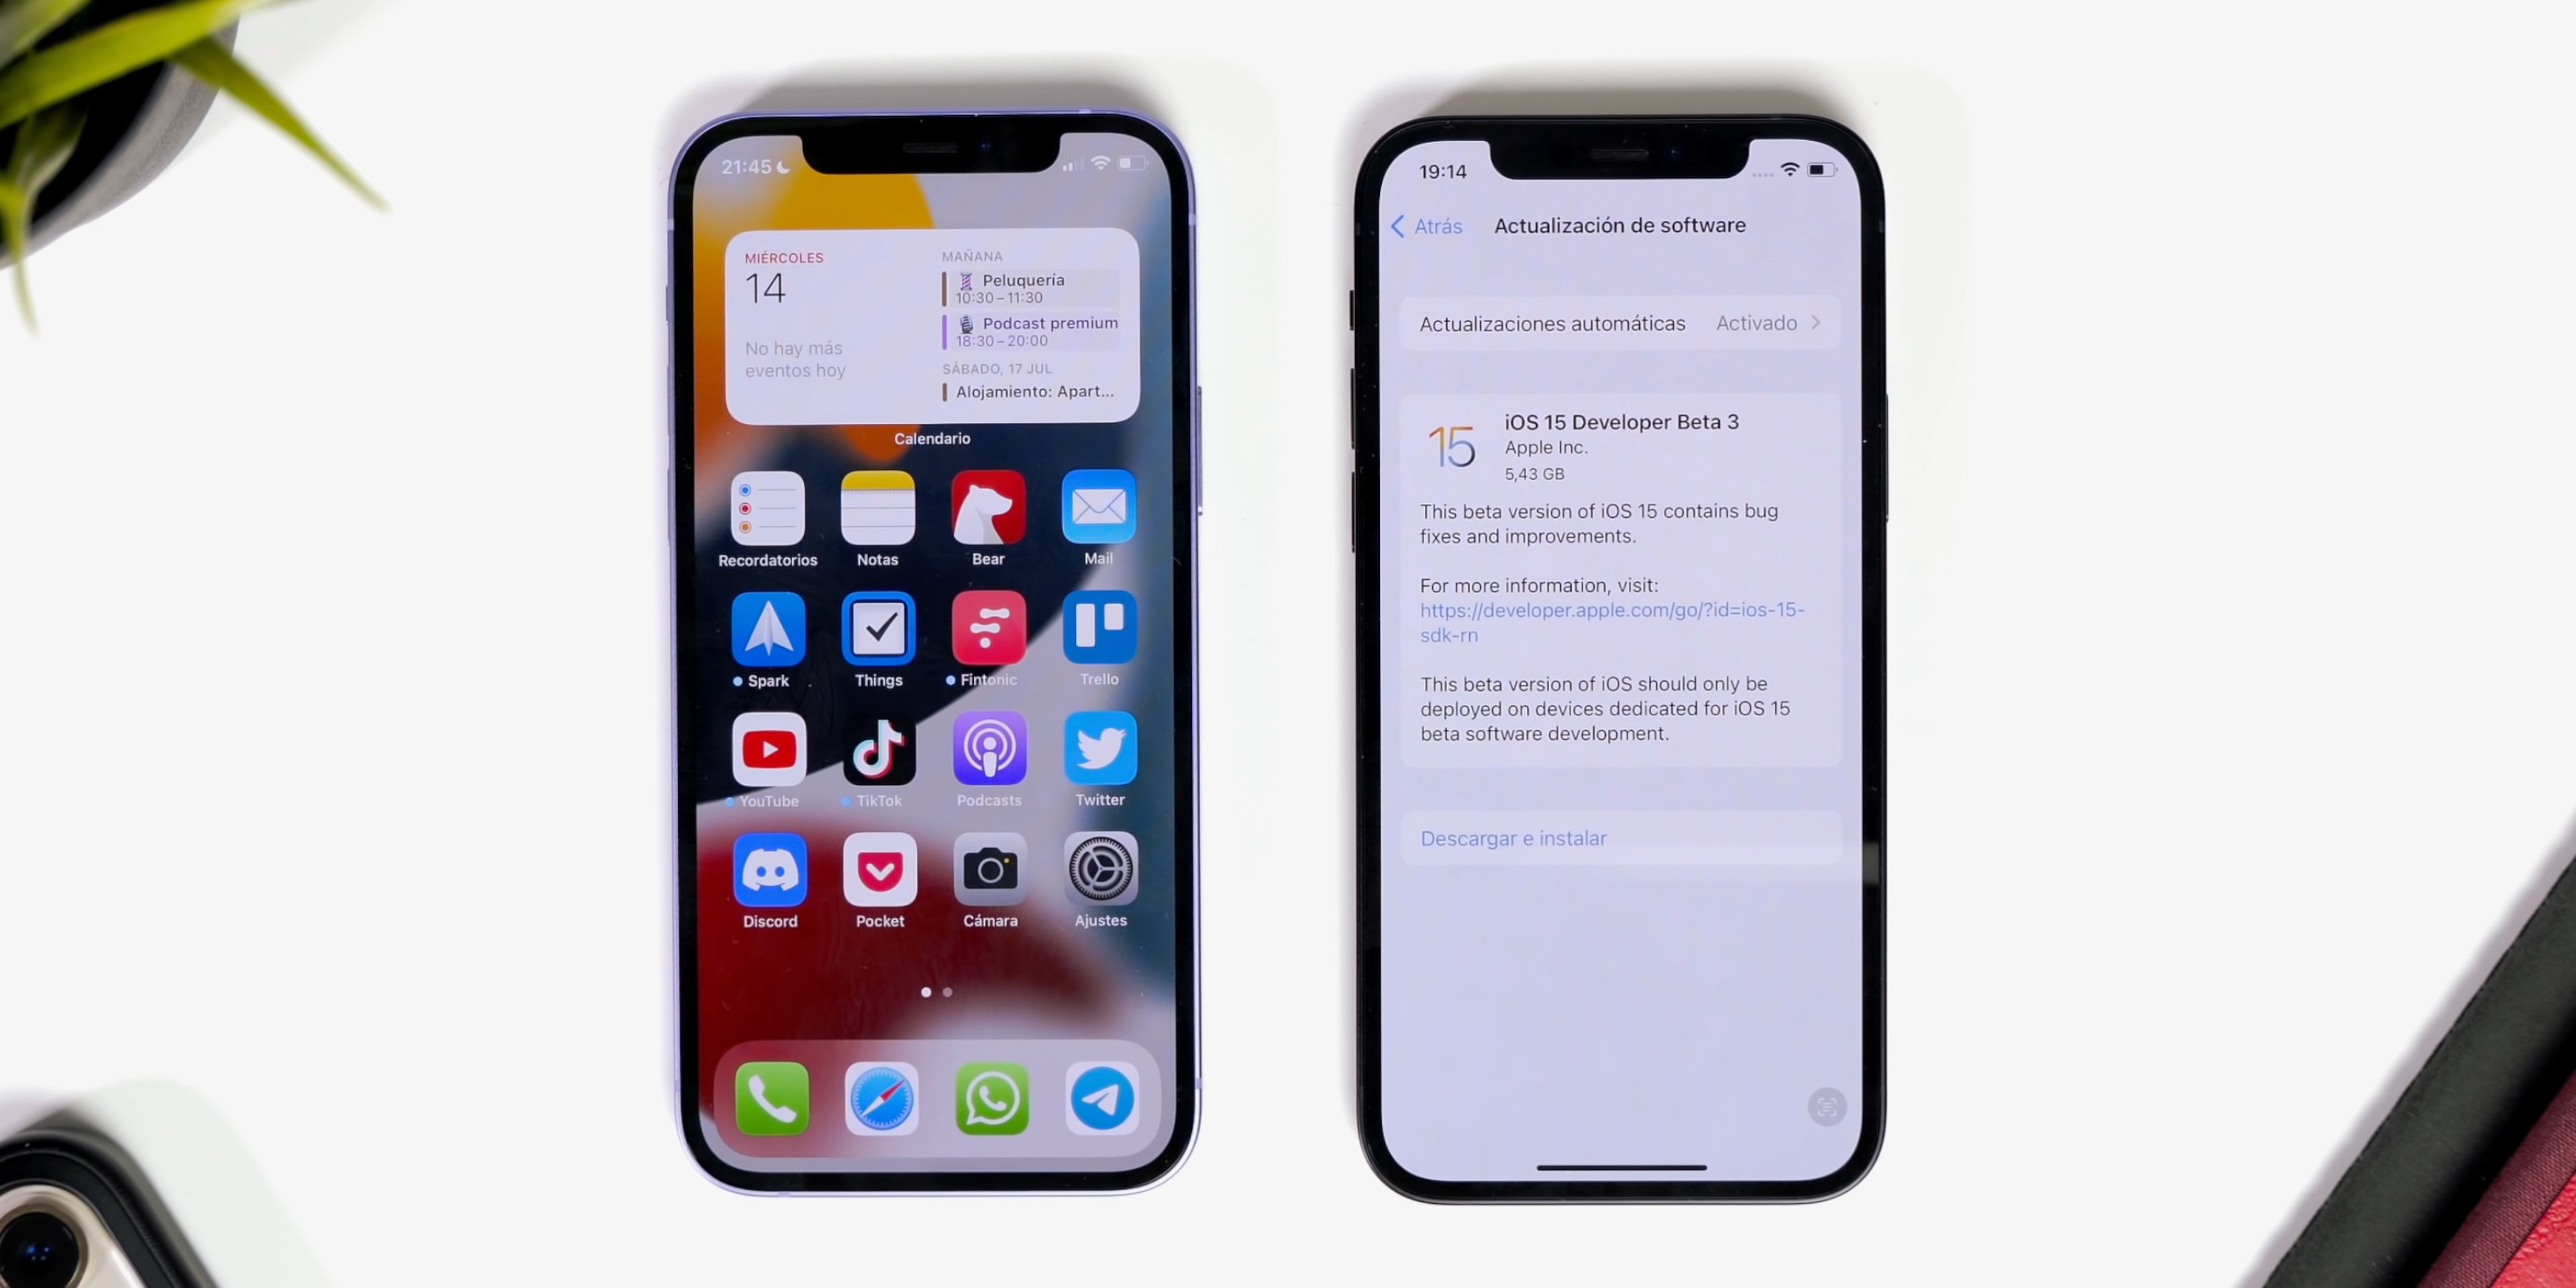 21:45
MIÉRCOLES
14
No hay más
eventos hoy
MAÑANA
Peluquería
10:30–11:30
Podcast premium
18:30–20:00
SÁBADO, 17 JUL
Alojamiento: Apart...
Calendario
Recordatorios
Notas
Bear
Mail
Spark
Things
Fintonic
Trello
YouTube
TikTok
Podcasts
Twitter
Discord
Pocket
Cámara
Ajustes
19:14
Atrás
Actualización de software
Actualizaciones automáticas
Activado
15
iOS 15 Developer Beta 3
Apple Inc.
5,43 GB
This beta version of iOS 15 contains bug
fixes and improvements.
For more information, visit:
https://developer.apple.com/go/?id=ios-15-
sdk-rn
This beta version of iOS should only be
deployed on devices dedicated for iOS 15
beta software development.
Descargar e instalar